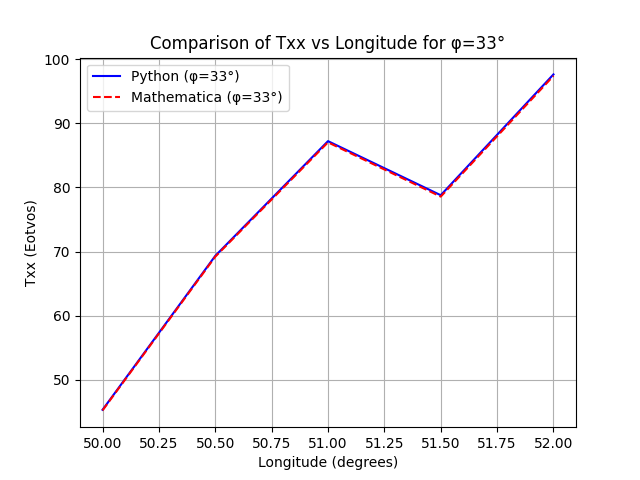 Comparison of Txx vs Longitude for φ=33°
Python (φ=33°)
Mathematica (φ=33°)
Txx (Eotvos)
100
90
80
70
60
50
50.00 50.25 50.50 50.75 51.00 51.25 51.50 51.75 52.00
Longitude (degrees)